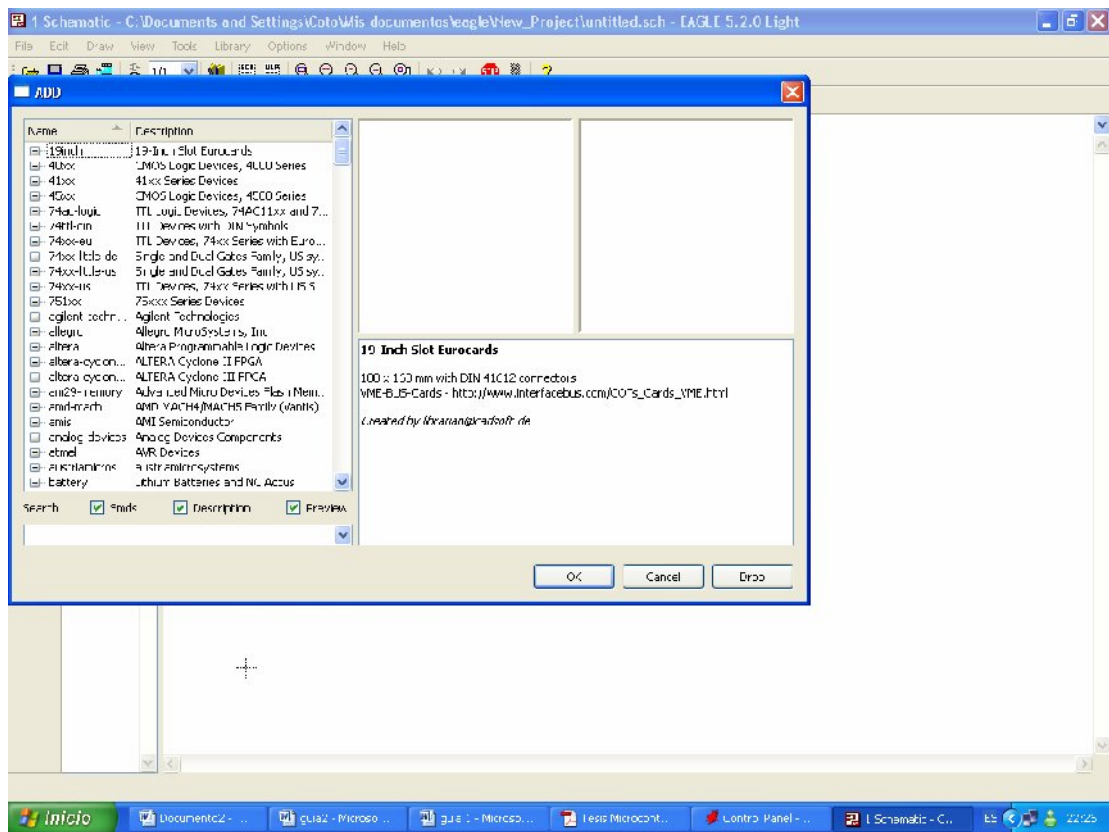 1 Schematic - C:\Documents and Settings\Coto\Mis documentos\eagle\New_Project\untitled.sch - EAGLE 5.2.0 Light
File Edit Draw View Tools Library Options Window Help
1/1
ADD
Name Description
19inch 19-Inch Slot Eurocards
40xx CMOS Logic Devices, 4000 Series
41xx 41xx Series Devices
45xx CMOS Logic Devices, 4500 Series
74ac-logic TTL Logic Devices, 74AC11xx and 7...
74ttl-din TTL Devices with DIN Symbols
74xx-eu TTL Devices, 74xx Series with Euro...
74xx-little-de Single and Dual Gates Family, US sy...
74xx-little-us Single and Dual Gates Family, US sy...
74xx-us TTL Devices, 74xx Series with US S...
751xx 75xxx Series Devices
agilent-techn... Agilent Technologies
allegro Allegro MicroSystems, Inc
altera Altera Programmable Logic Devices
altera-cyclon... ALTERA Cyclone II FPGA
altera-cyclon... ALTERA Cyclone III FPGA
am29-memory Advanced Micro Devices Flash Mem...
amd-mach AMD MACH4/MACH5 Family (Vantis)
amis AMI Semiconductor
analog-devices Analog Devices Components
atmel AVR Devices
austriamicros austriamicrosystems
battery Lithium Batteries and NC Accus
Search Smds Description Preview
19 Inch Slot Eurocards
100 x 160 mm with DIN 41612 connectors
VME-BUS-Cards - http://www.interfacebus.com/COTs_Cards_VME.html
Created by librarian@cadsoft.de
OK Cancel Drop
Inicio Documento2 - ... guia2 - Microso... guia 1 - Microso... Tesis Microcont... Control Panel - ... 1 Schematic - C... ES 22:25